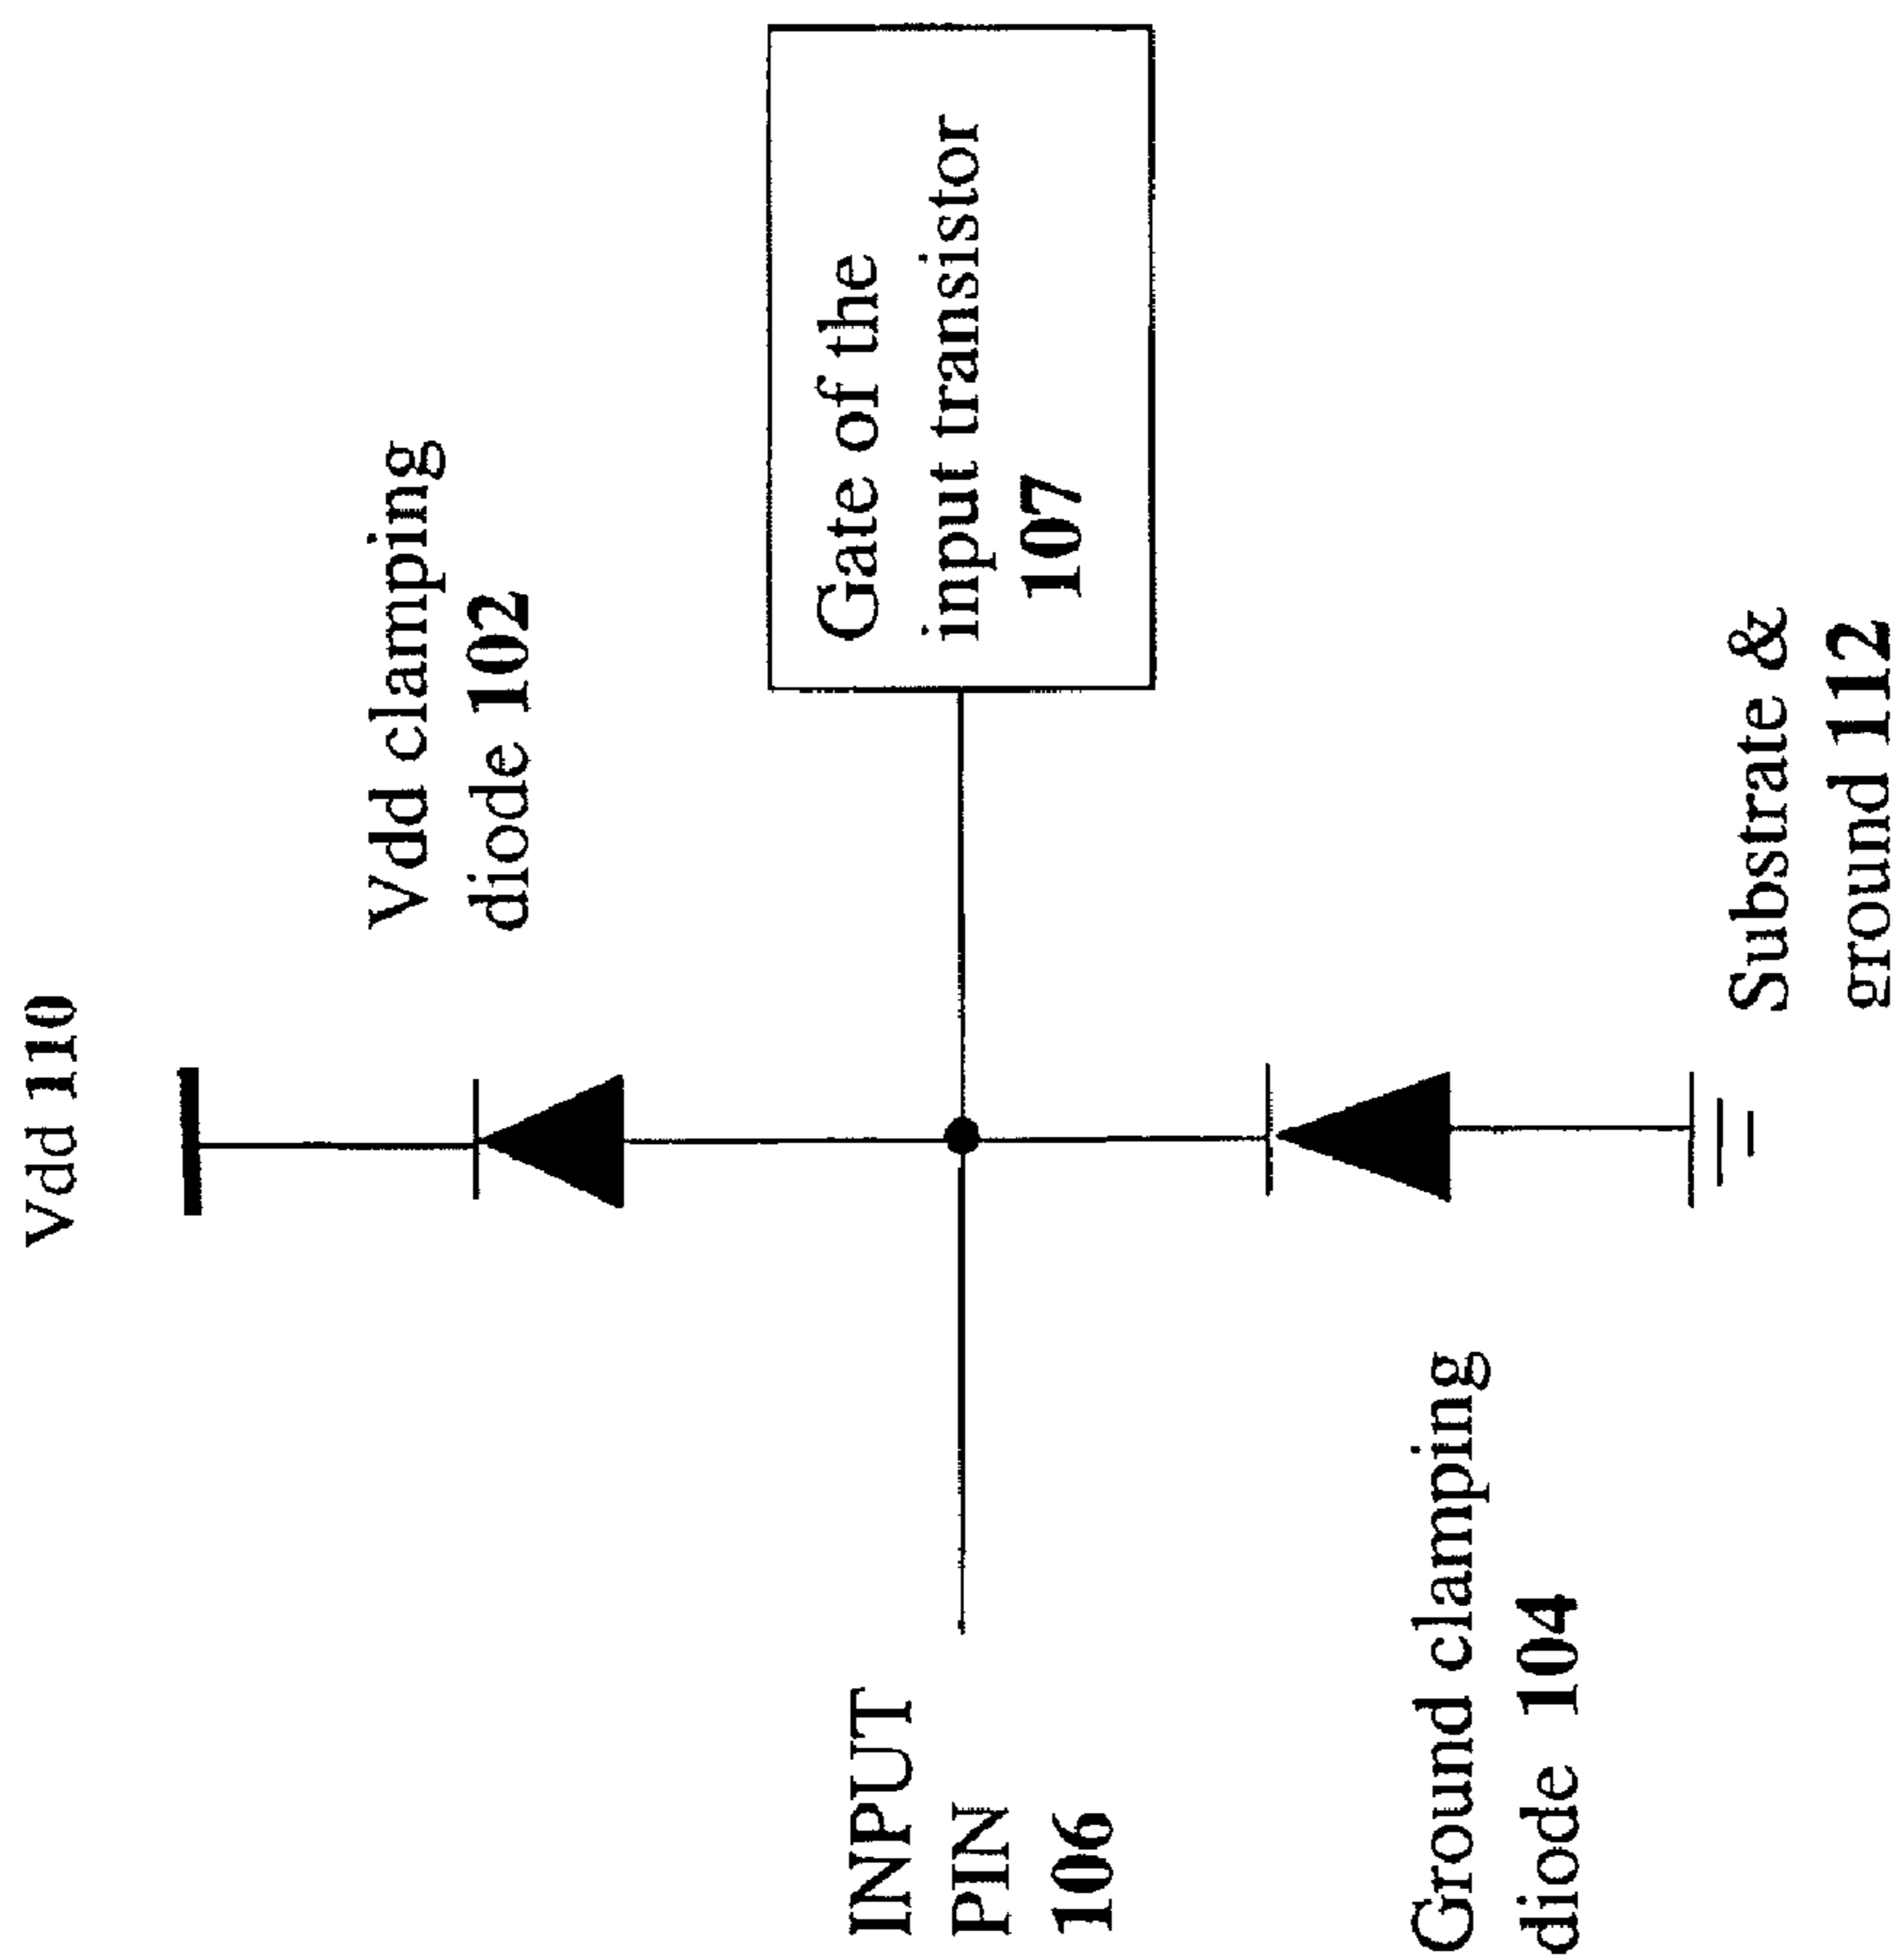 Vdd 110
Vdd clamping
diode 102
INPUT
PIN
106
Gate of the
input transistor
107
Ground clamping
diode 104
Substrate &
ground 112